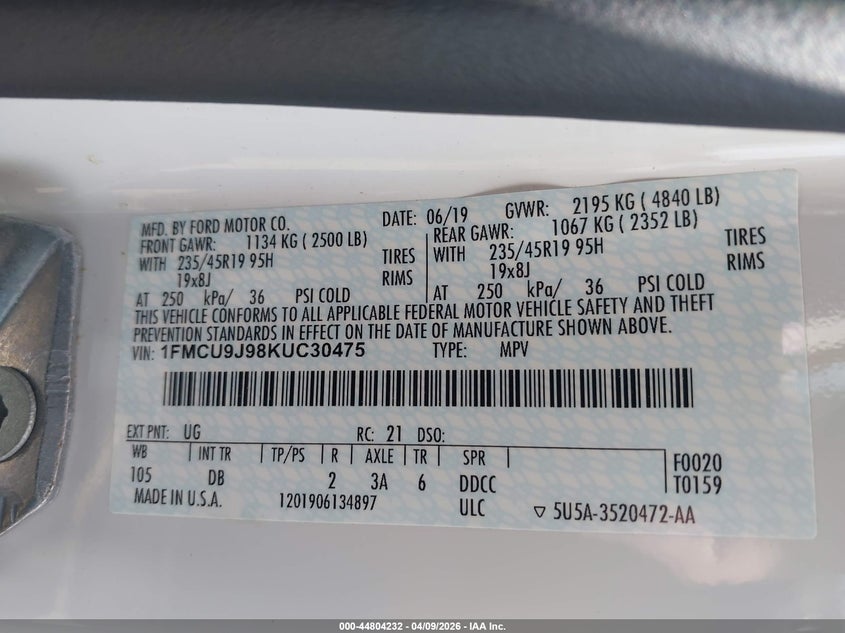 MFD. BY FORD MOTOR CO. DATE: 06/19 GVWR: 2195 KG ( 4840 LB)
FRONT GAWR: 1134 KG ( 2500 LB) REAR GAWR: 1067 KG ( 2352 LB)
WITH 235/45R19 95H TIRES WITH 235/45R19 95H TIRES
19x8J RIMS 19x8J RIMS
AT 250 kPa/ 36 PSI COLD AT 250 kPa/ 36 PSI COLD
THIS VEHICLE CONFORMS TO ALL APPLICABLE FEDERAL MOTOR VEHICLE SAFETY AND THEFT
PREVENTION STANDARDS IN EFFECT ON THE DATE OF MANUFACTURE SHOWN ABOVE.
VIN: 1FMCU9J98KUC30475 TYPE: MPV
EXT PNT: UG RC: 21 DSO:
WB INT TR TP/PS R AXLE TR SPR F0020
105 DB 2 3A 6 DDCC T0159
MADE IN U.S.A. 1201906134897 ULC ▽ 5U5A-3520472-AA
000-44804232 - 04/09/2026 - IAA Inc.